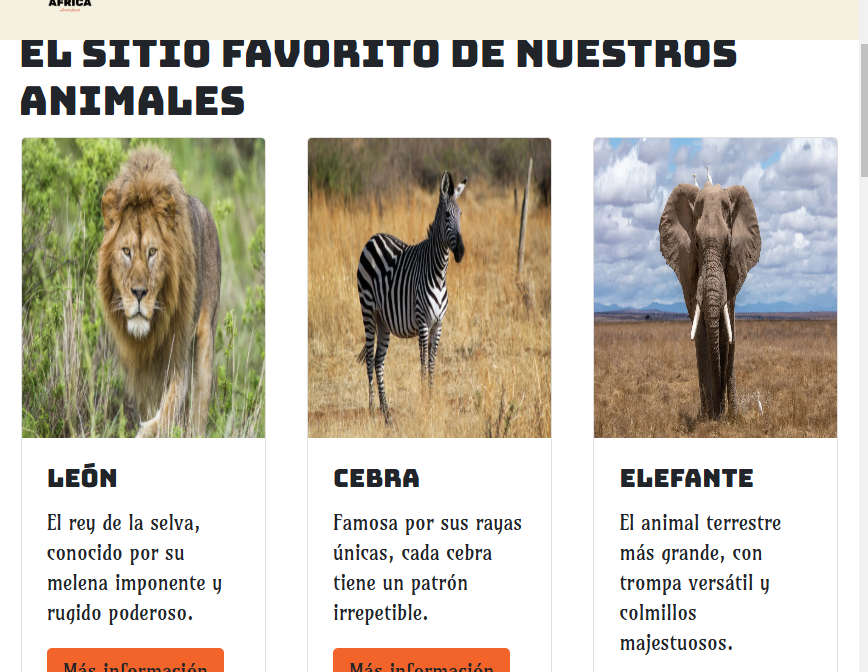 AFRICA
EL SITIO FAVORITO DE NUESTROS
ANIMALES
LEÓN
El rey de la selva,
conocido por su
melena imponente y
rugido poderoso.
Más información
CEBRA
Famosa por sus rayas
únicas, cada cebra
tiene un patrón
irrepetible.
Más información
ELEFANTE
El animal terrestre
más grande, con
trompa versátil y
colmillos
majestuosos.